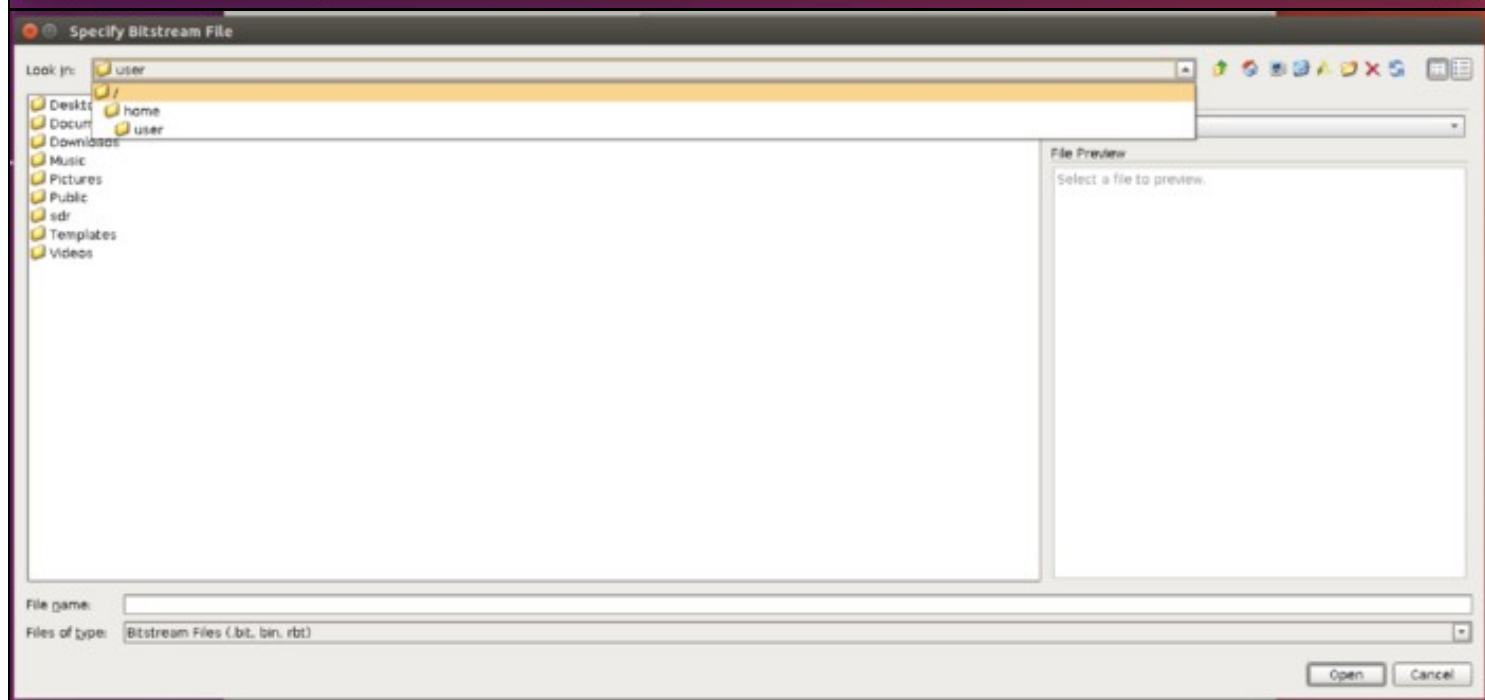 Specify Bitstream File
Look in: user
/
home
user
Deskto
Docum
Downloads
Music
Pictures
Public
sdr
Templates
Videos
File Preview
Select a file to preview.
File name:
Files of type: Bitstream Files (.bit, bin, rbt)
Open Cancel